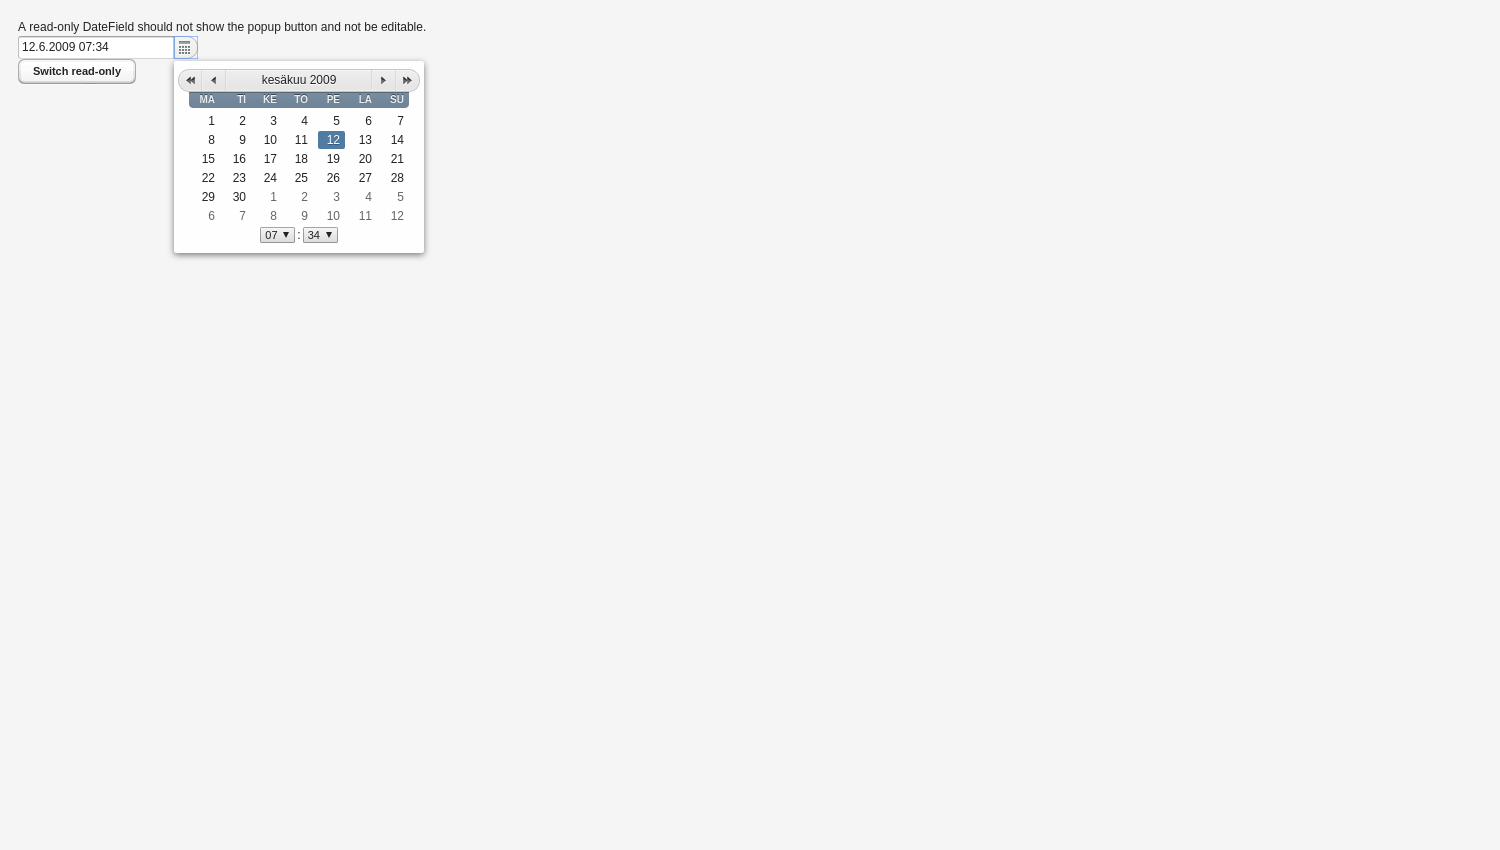 A read-only DateField should not show the popup button and not be editable.
12.6.2009 07:34
Switch read-only
kesäkuu 2009
MA TI KE TO PE LA SU
1 2 3 4 5 6 7
8 9 10 11 12 13 14
15 16 17 18 19 20 21
22 23 24 25 26 27 28
29 30 1 2 3 4 5
6 7 8 9 10 11 12
07 : 34